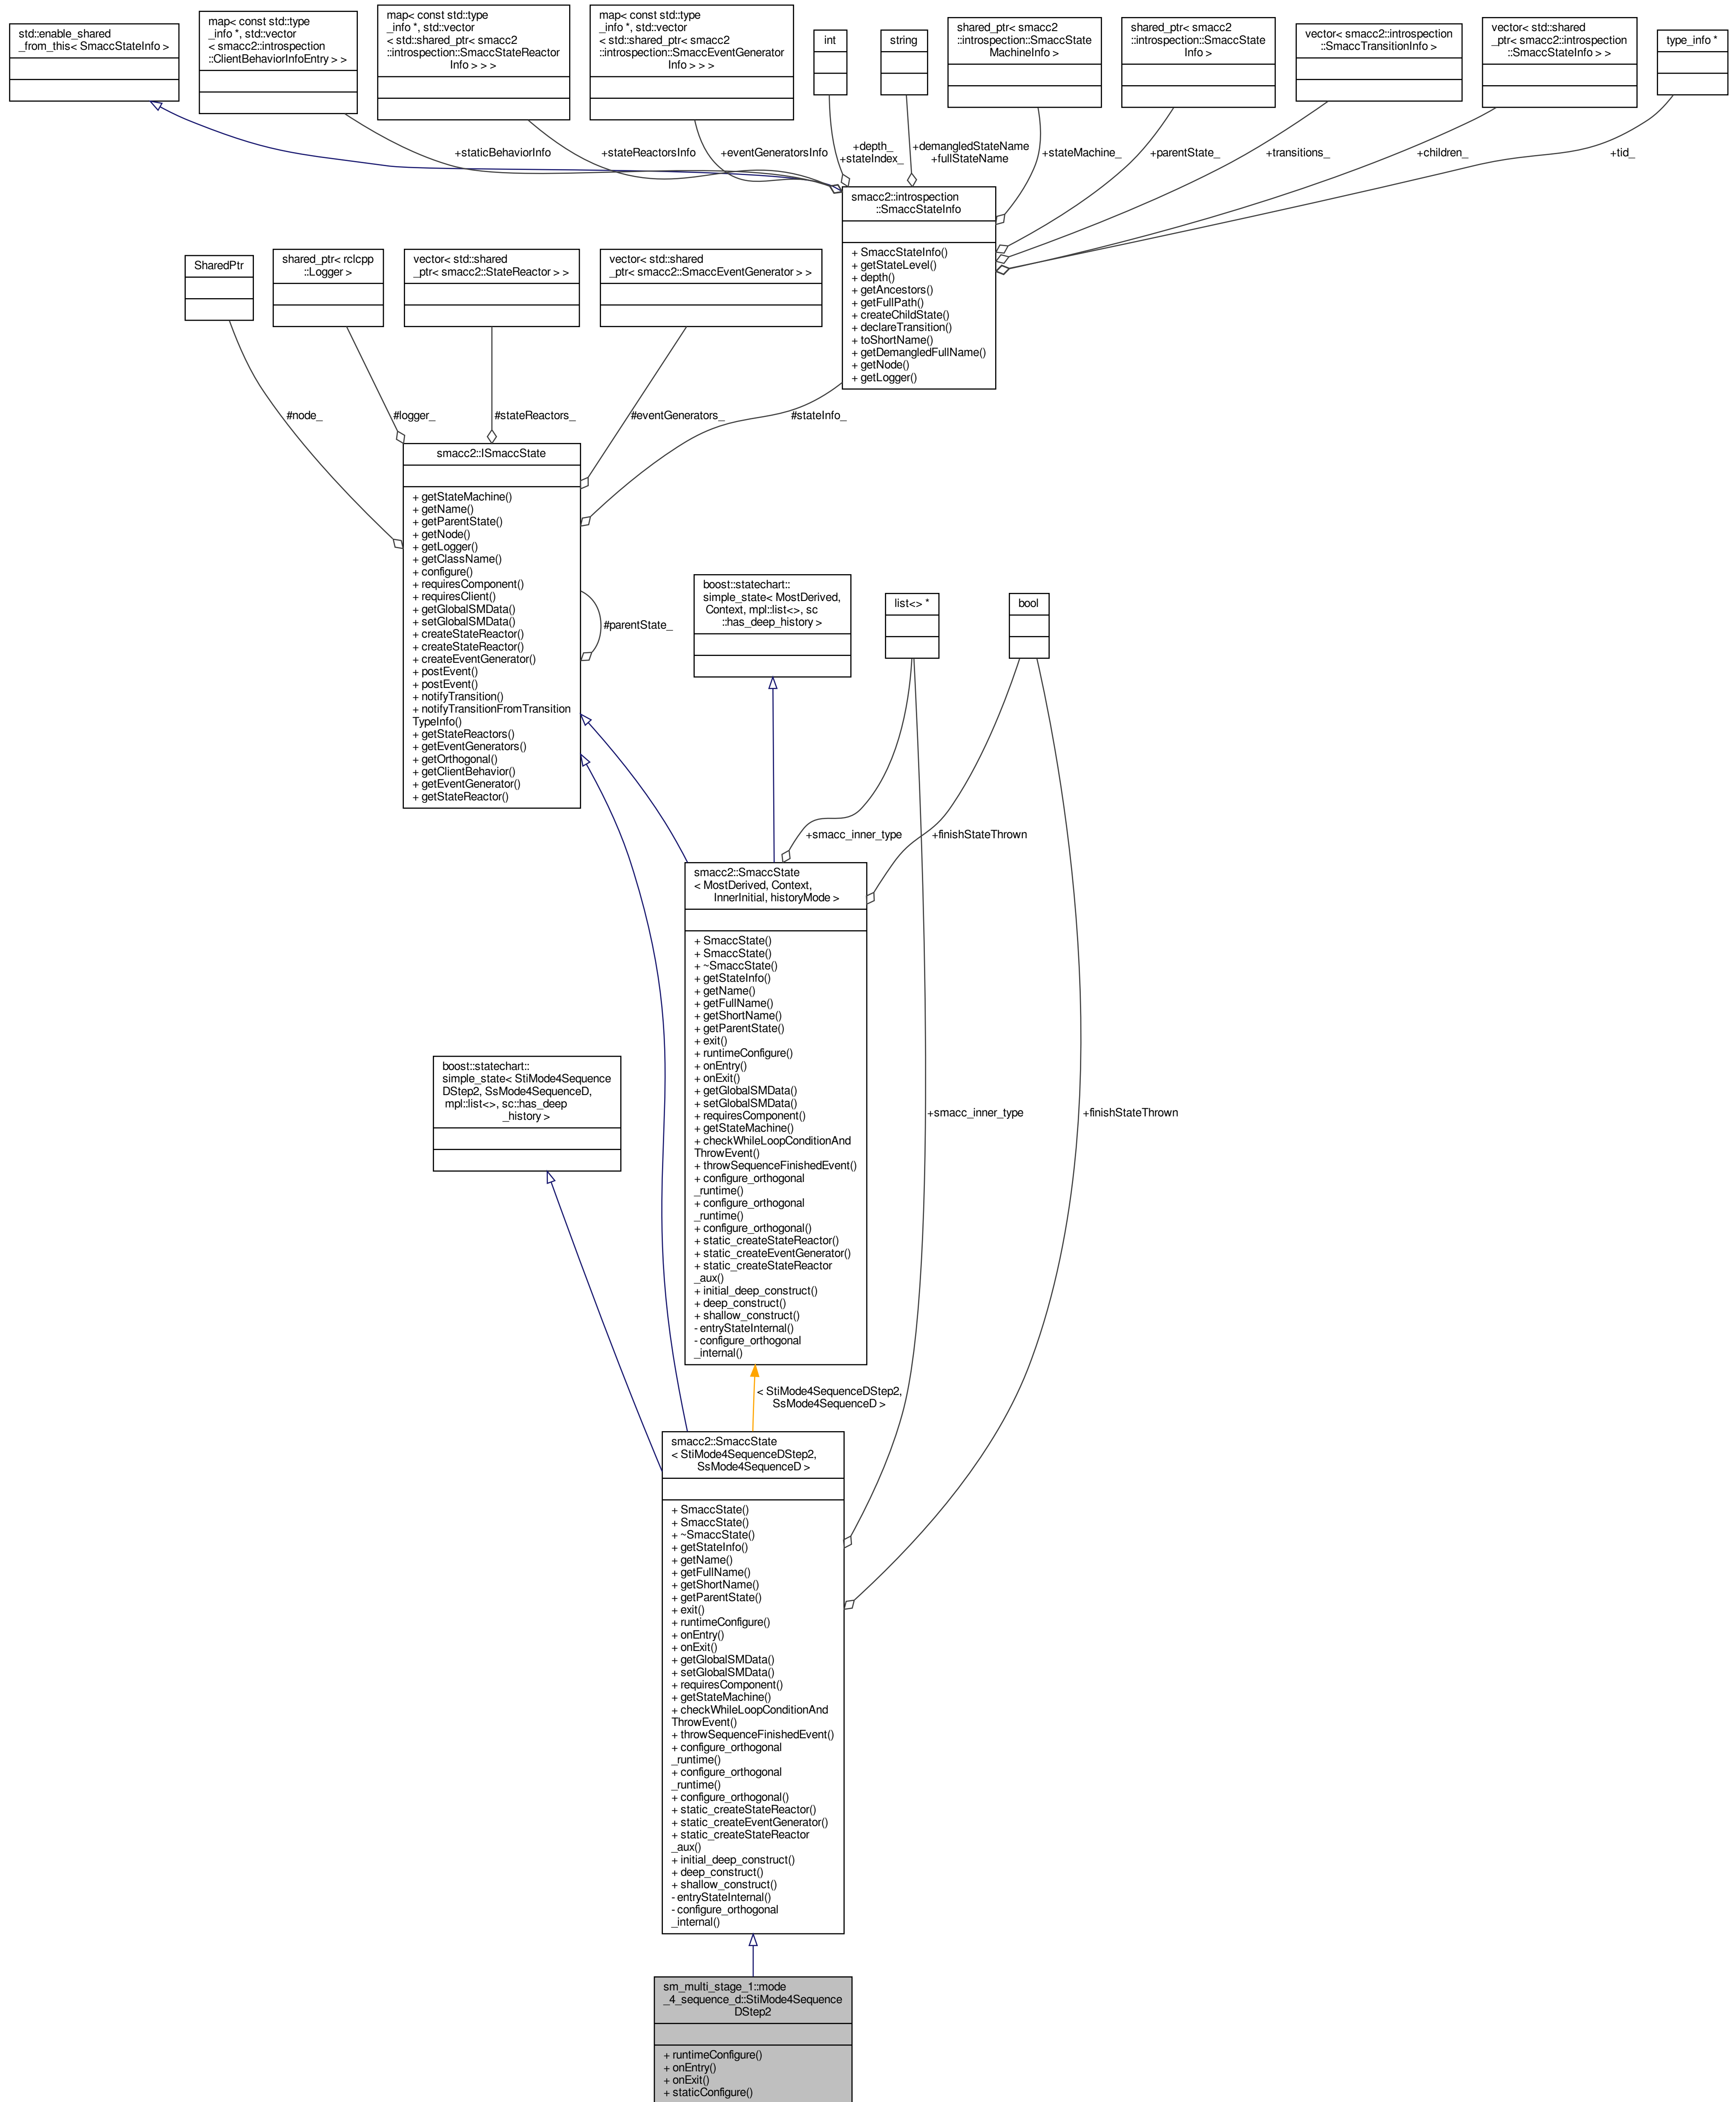 std::enable_shared
_from_this< SmaccStateInfo >
map< const std::type
_info *, std::vector
< smacc2::introspection
::ClientBehaviorInfoEntry > >
map< const std::type
_info *, std::vector
< std::shared_ptr< smacc2
::introspection::SmaccStateReactor
Info > > >
map< const std::type
_info *, std::vector
< std::shared_ptr< smacc2
::introspection::SmaccEventGenerator
Info > > >
int
string
shared_ptr< smacc2
::introspection::SmaccState
MachineInfo >
shared_ptr< smacc2
::introspection::SmaccState
Info >
vector< smacc2::introspection
::SmaccTransitionInfo >
vector< std::shared
_ptr< smacc2::introspection
::SmaccStateInfo > >
type_info *
+staticBehaviorInfo
+stateReactorsInfo
+eventGeneratorsInfo
+depth_
+stateIndex_
+demangledStateName
+fullStateName
+stateMachine_
+parentState_
+transitions_
+children_
+tid_
smacc2::introspection
::SmaccStateInfo
+ SmaccStateInfo()
+ getStateLevel()
+ depth()
+ getAncestors()
+ getFullPath()
+ createChildState()
+ declareTransition()
+ toShortName()
+ getDemangledFullName()
+ getNode()
+ getLogger()
SharedPtr
shared_ptr< rclcpp
::Logger >
vector< std::shared
_ptr< smacc2::StateReactor > >
vector< std::shared
_ptr< smacc2::SmaccEventGenerator > >
#node_
#logger_
#stateReactors_
#eventGenerators_
#stateInfo_
smacc2::ISmaccState
+ getStateMachine()
+ getName()
+ getParentState()
+ getNode()
+ getLogger()
+ getClassName()
+ configure()
+ requiresComponent()
+ requiresClient()
+ getGlobalSMData()
+ setGlobalSMData()
+ createStateReactor()
+ createStateReactor()
+ createEventGenerator()
+ postEvent()
+ postEvent()
+ notifyTransition()
+ notifyTransitionFromTransition
TypeInfo()
+ getStateReactors()
+ getEventGenerators()
+ getOrthogonal()
+ getClientBehavior()
+ getEventGenerator()
+ getStateReactor()
#parentState_
boost::statechart::
simple_state< MostDerived,
Context, mpl::list<>, sc
::has_deep_history >
list<> *
bool
+smacc_inner_type
+finishStateThrown
smacc2::SmaccState
< MostDerived, Context,
InnerInitial, historyMode >
+ SmaccState()
+ SmaccState()
+ ~SmaccState()
+ getStateInfo()
+ getName()
+ getFullName()
+ getShortName()
+ getParentState()
+ exit()
+ runtimeConfigure()
+ onEntry()
+ onExit()
+ getGlobalSMData()
+ setGlobalSMData()
+ requiresComponent()
+ getStateMachine()
+ checkWhileLoopConditionAnd
ThrowEvent()
+ throwSequenceFinishedEvent()
+ configure_orthogonal
_runtime()
+ configure_orthogonal
_runtime()
+ configure_orthogonal()
+ static_createStateReactor()
+ static_createEventGenerator()
+ static_createStateReactor
_aux()
+ initial_deep_construct()
+ deep_construct()
+ shallow_construct()
- entryStateInternal()
- configure_orthogonal
_internal()
boost::statechart::
simple_state< StiMode4Sequence
DStep2, SsMode4SequenceD,
mpl::list<>, sc::has_deep
_history >
+smacc_inner_type
+finishStateThrown
< StiMode4SequenceDStep2,
SsMode4SequenceD >
smacc2::SmaccState
< StiMode4SequenceDStep2,
SsMode4SequenceD >
+ SmaccState()
+ SmaccState()
+ ~SmaccState()
+ getStateInfo()
+ getName()
+ getFullName()
+ getShortName()
+ getParentState()
+ exit()
+ runtimeConfigure()
+ onEntry()
+ onExit()
+ getGlobalSMData()
+ setGlobalSMData()
+ requiresComponent()
+ getStateMachine()
+ checkWhileLoopConditionAnd
ThrowEvent()
+ throwSequenceFinishedEvent()
+ configure_orthogonal
_runtime()
+ configure_orthogonal
_runtime()
+ configure_orthogonal()
+ static_createStateReactor()
+ static_createEventGenerator()
+ static_createStateReactor
_aux()
+ initial_deep_construct()
+ deep_construct()
+ shallow_construct()
- entryStateInternal()
- configure_orthogonal
_internal()
sm_multi_stage_1::mode
_4_sequence_d::StiMode4Sequence
DStep2
+ runtimeConfigure()
+ onEntry()
+ onExit()
+ staticConfigure()